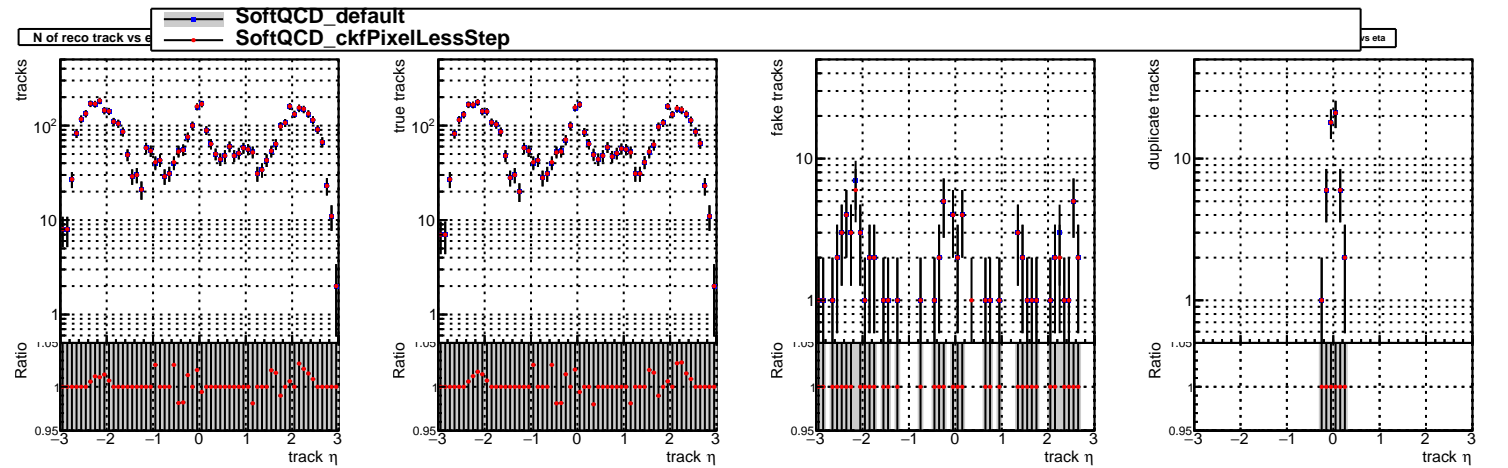 SoftQCD_default
SoftQCD_ckfPixelLessStep
N of reco track vs e
vs eta
tracks
10²
10
1
Ratio
1.05
1
0.95
−3 −2 −1 0 1 2 3
track η
true tracks
10²
10
1
Ratio
1.05
1
0.95
−3 −2 −1 0 1 2 3
track η
fake tracks
10
1
Ratio
1.05
1
0.95
−3 −2 −1 0 1 2 3
track η
duplicate tracks
10
1
Ratio
1.05
1
0.95
−3 −2 −1 0 1 2 3
track η